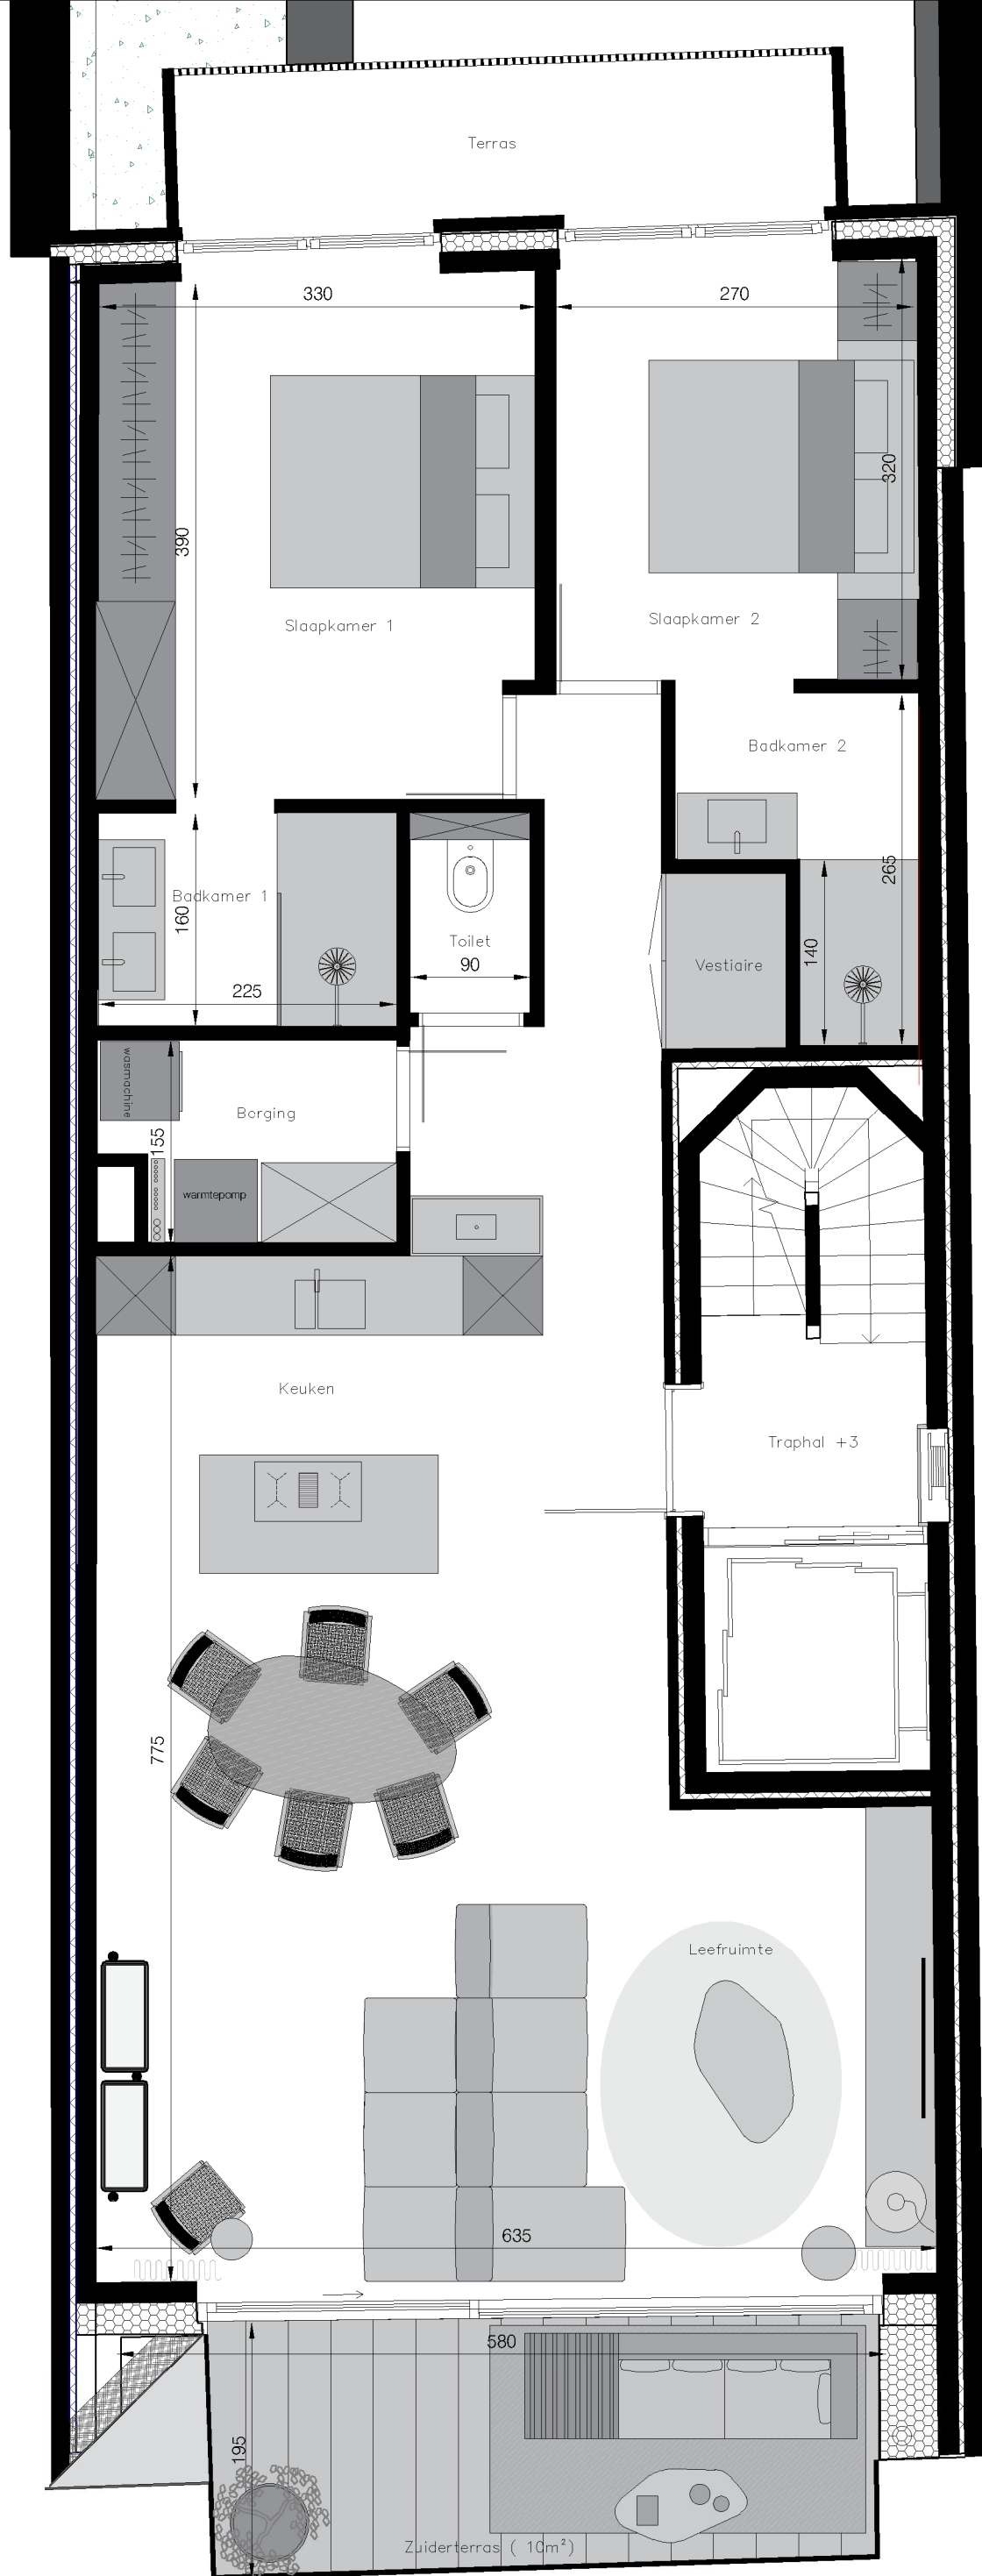 Terras
330
270
320
390
Slaapkamer 1
Slaapkamer 2
Badkamer 2
265
Badkamer 1
160
225
Toilet
90
140
Vestiaire
wasmachine
Berging
155
warmtepomp
Keuken
Traphal +3
775
Leefruimte
635
580
195
Zuiderterras ( 10m²)